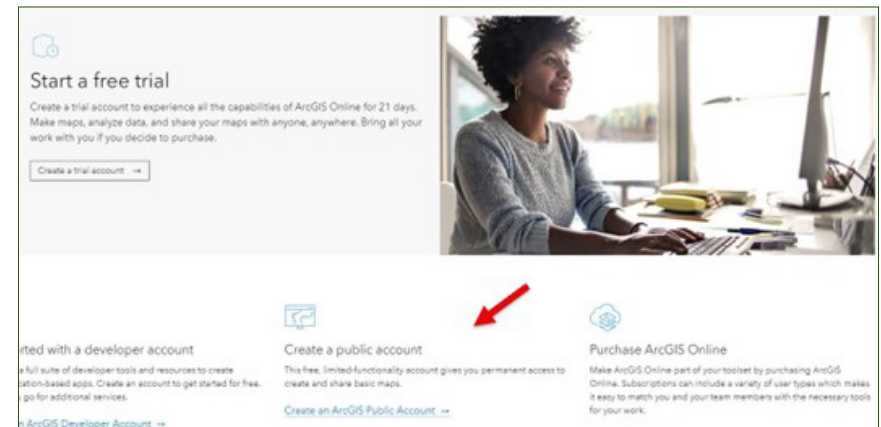 Start a free trial
Create a trial account to experience all the capabilities of ArcGIS Online for 21 days.
Make maps, analyze data, and share your maps with anyone, anywhere. Bring all your
work with you if you decide to purchase.
Create a trial account →
rted with a developer account
a full suite of developer tools and resources to create
cation-based apps. Create an account to get started for free.
go for additional services.
n ArcGIS Developer Account →
Create a public account
This free, limited-functionality account gives you permanent access to
create and share basic maps.
Create an ArcGIS Public Account →
Purchase ArcGIS Online
Make ArcGIS Online part of your toolset by purchasing ArcGIS
Online. Subscriptions can include a variety of user types which makes
it easy to match you and your team members with the necessary tools
for your work.